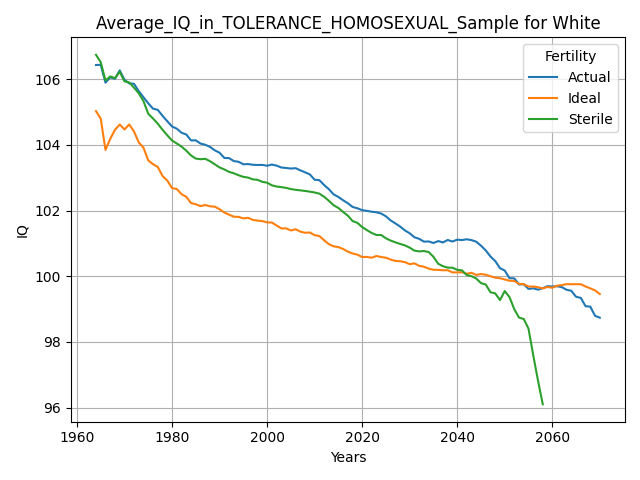 Average_IQ_in_TOLERANCE_HOMOSEXUAL_Sample for White
Fertility
Actual
Ideal
Sterile
IQ
106
104
102
100
98
96
1960 1980 2000 2020 2040 2060
Years